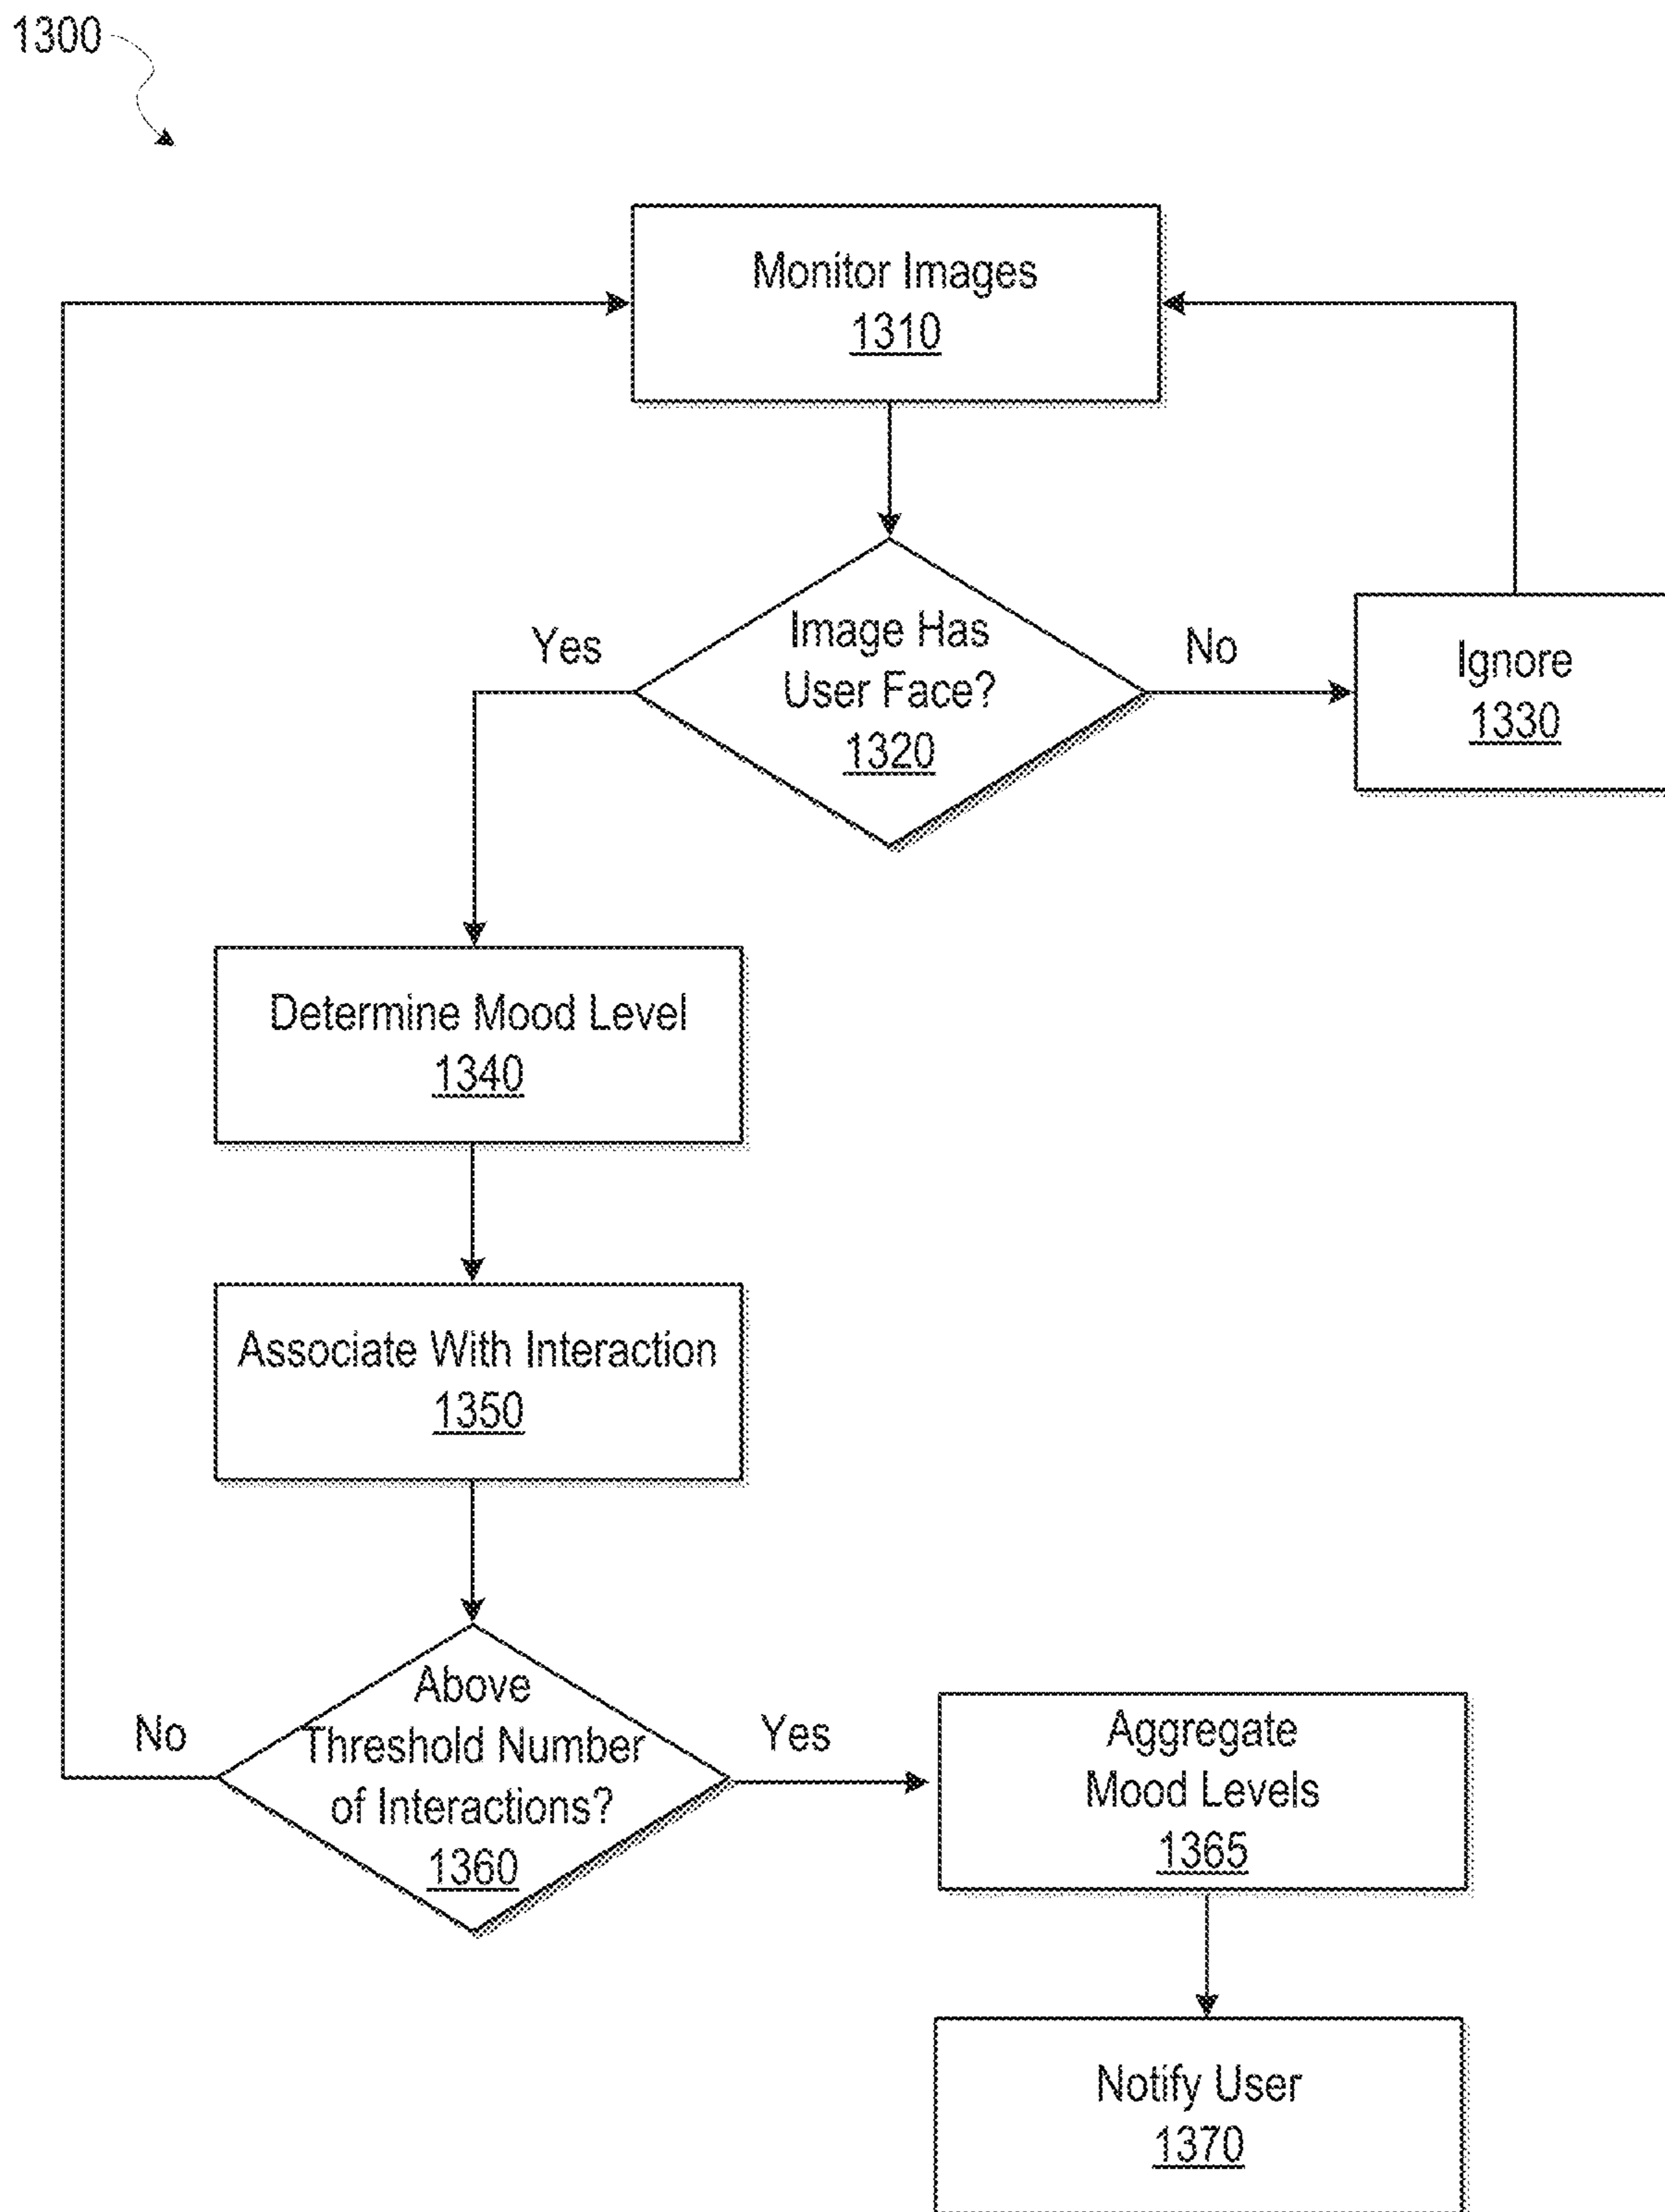 1300
Monitor Images
1310
Image Has
User Face?
1320
Yes
No
Ignore
1330
Determine Mood Level
1340
Associate With Interaction
1350
Above
Threshold Number
of Interactions?
1360
No
Yes
Aggregate
Mood Levels
1365
Notify User
1370